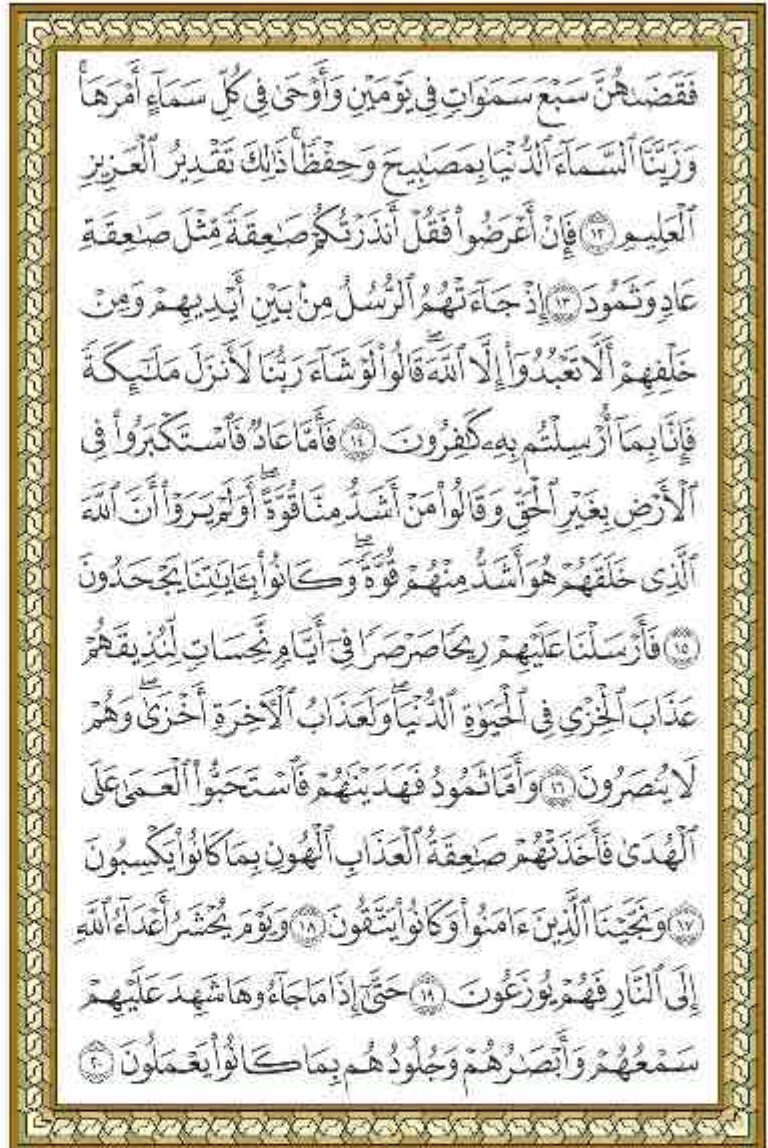 فَقَضَىٰهُنَّ سَبْعَ سَمَٰوَاتٍ فِى يَوْمَيْنِ وَأَوْحَىٰ فِى كُلِّ سَمَآءٍ أَمْرَهَا ۚ
وَزَيَّنَّا ٱلسَّمَآءَ ٱلدُّنْيَا بِمَصَٰبِيحَ وَحِفْظًا ۚ ذَٰلِكَ تَقْدِيرُ ٱلْعَزِيزِ
ٱلْعَلِيمِ ١٢ فَإِنْ أَعْرَضُوا۟ فَقُلْ أَنذَرْتُكُمْ صَٰعِقَةً مِّثْلَ صَٰعِقَةِ
عَادٍ وَثَمُودَ ١٣ إِذْ جَآءَتْهُمُ ٱلرُّسُلُ مِنۢ بَيْنِ أَيْدِيهِمْ وَمِنْ
خَلْفِهِمْ أَلَّا تَعْبُدُوٓا۟ إِلَّا ٱللَّهَ ۖ قَالُوا۟ لَوْ شَآءَ رَبُّنَا لَأَنزَلَ مَلَٰٓئِكَةً
فَإِنَّا بِمَآ أُرْسِلْتُم بِهِۦ كَٰفِرُونَ ١٤ فَأَمَّا عَادٌ فَٱسْتَكْبَرُوا۟ فِى
ٱلْأَرْضِ بِغَيْرِ ٱلْحَقِّ وَقَالُوا۟ مَنْ أَشَدُّ مِنَّا قُوَّةً ۖ أَوَلَمْ يَرَوْا۟ أَنَّ ٱللَّهَ
ٱلَّذِى خَلَقَهُمْ هُوَ أَشَدُّ مِنْهُمْ قُوَّةً ۖ وَكَانُوا۟ بِـَٔايَٰتِنَا يَجْحَدُونَ
١٥ فَأَرْسَلْنَا عَلَيْهِمْ رِيحًا صَرْصَرًا فِىٓ أَيَّامٍ نَّحِسَاتٍ لِّنُذِيقَهُمْ
عَذَابَ ٱلْخِزْىِ فِى ٱلْحَيَوٰةِ ٱلدُّنْيَا ۖ وَلَعَذَابُ ٱلْـَٔاخِرَةِ أَخْزَىٰ ۖ وَهُمْ
لَا يُنصَرُونَ ١٦ وَأَمَّا ثَمُودُ فَهَدَيْنَٰهُمْ فَٱسْتَحَبُّوا۟ ٱلْعَمَىٰ عَلَى
ٱلْهُدَىٰ فَأَخَذَتْهُمْ صَٰعِقَةُ ٱلْعَذَابِ ٱلْهُونِ بِمَا كَانُوا۟ يَكْسِبُونَ
١٧ وَنَجَّيْنَا ٱلَّذِينَ ءَامَنُوا۟ وَكَانُوا۟ يَتَّقُونَ ١٨ وَيَوْمَ يُحْشَرُ أَعْدَآءُ ٱللَّهِ
إِلَى ٱلنَّارِ فَهُمْ يُوزَعُونَ ١٩ حَتَّىٰٓ إِذَا مَا جَآءُوهَا شَهِدَ عَلَيْهِمْ
سَمْعُهُمْ وَأَبْصَٰرُهُمْ وَجُلُودُهُم بِمَا كَانُوا۟ يَعْمَلُونَ ٢٠